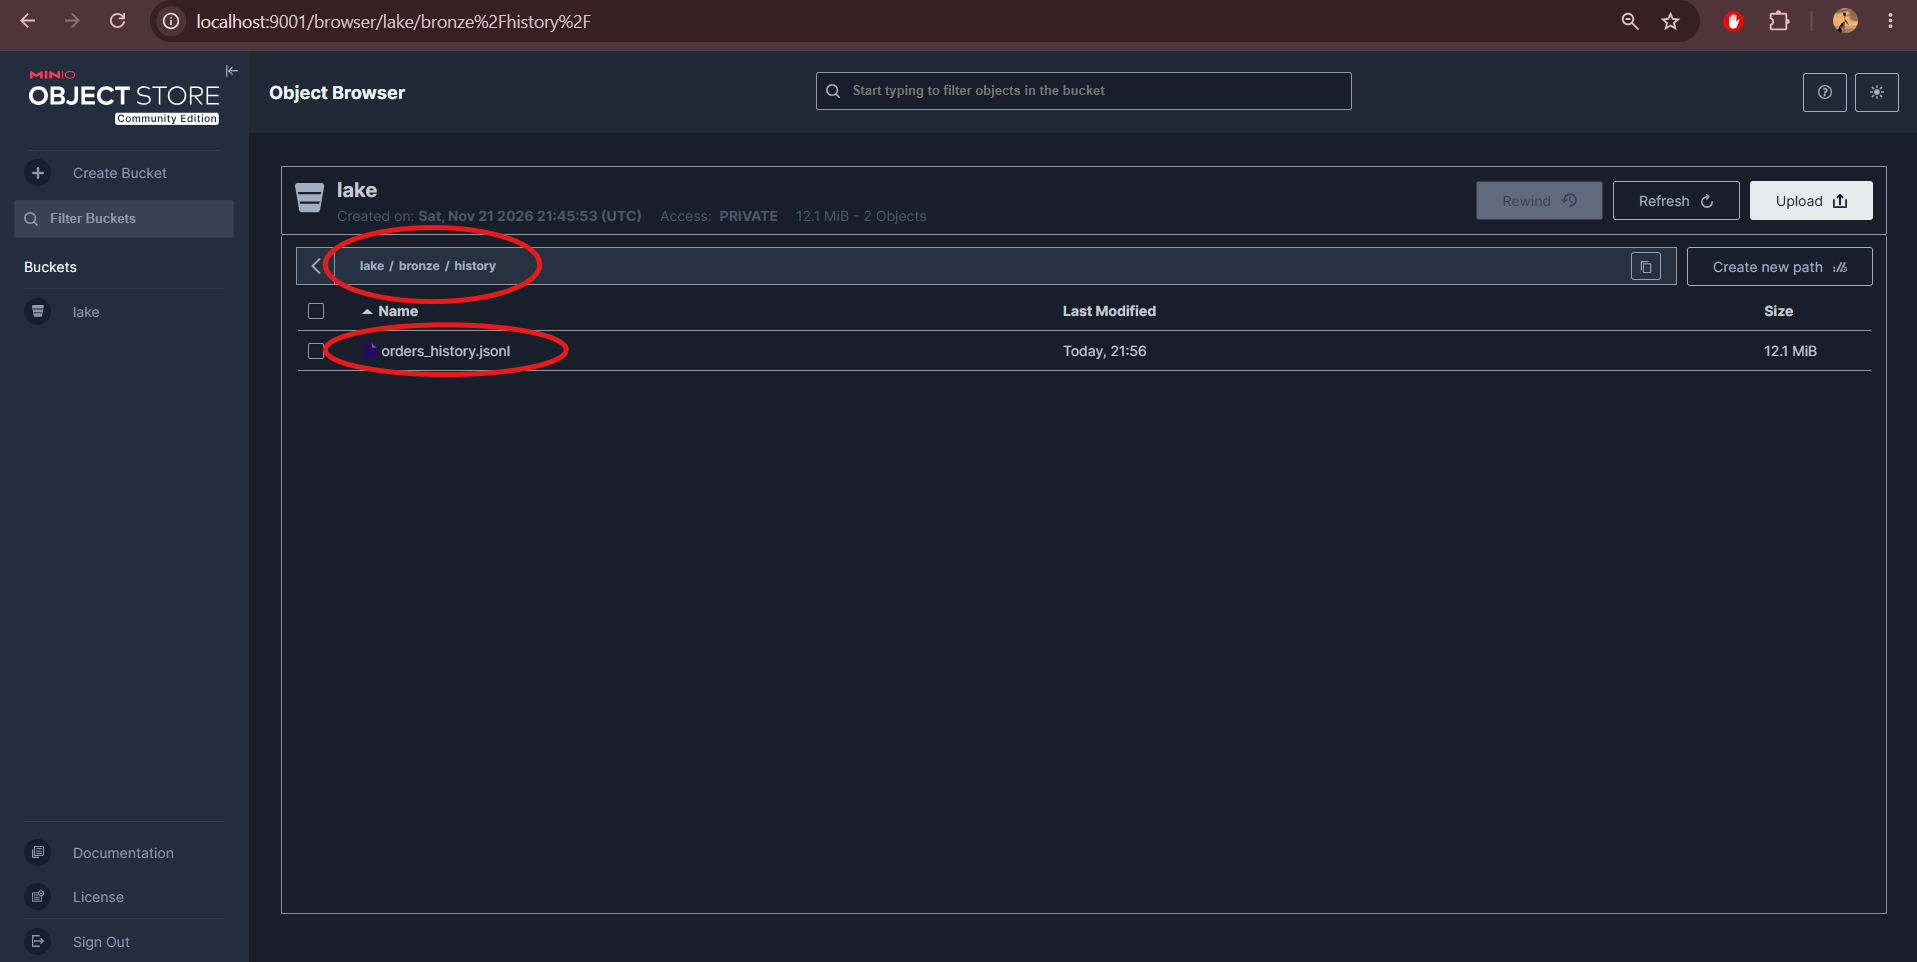 localhost:9001/browser/lake/bronze%2Fhistory%2F
MINIO
OBJECT STORE
Community Edition
Create Bucket
Filter Buckets
Buckets
lake
Documentation
License
Sign Out
Object Browser
Start typing to filter objects in the bucket
lake
Created on: Sat, Nov 21 2026 21:45:53 (UTC) Access: PRIVATE 12.1 MiB - 2 Objects
Rewind
Refresh
Upload
lake / bronze / history
Create new path
Name Last Modified Size
orders_history.jsonl Today, 21:56 12.1 MiB